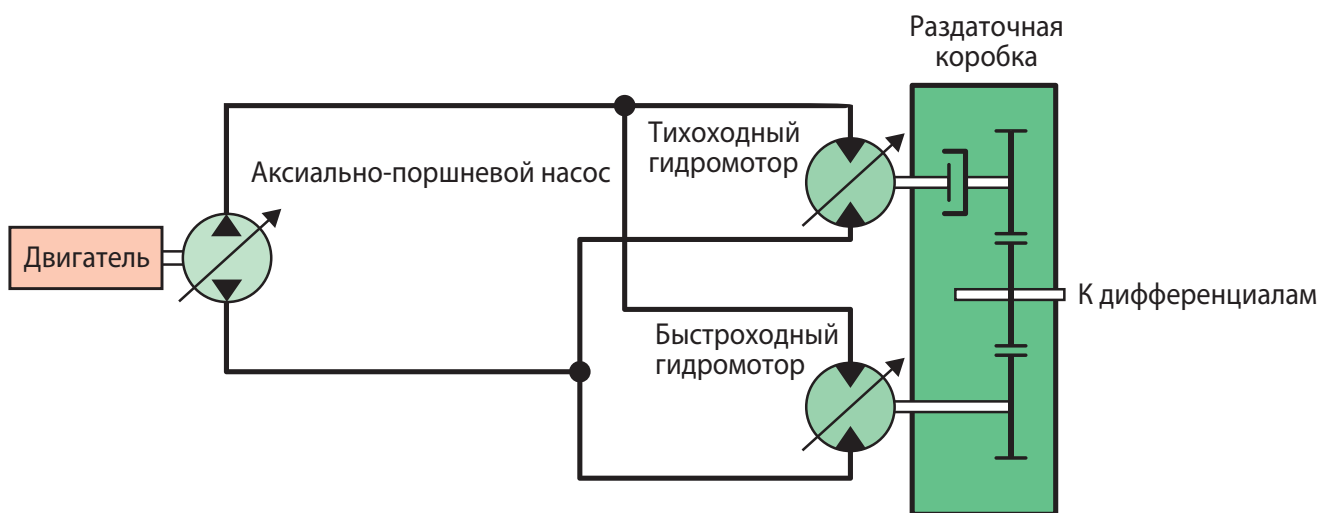 Раздаточная
коробка
Тихоходный
гидромотор
Аксиально-поршневой насос
Двигатель
К дифференциалам
Быстроходный
гидромотор